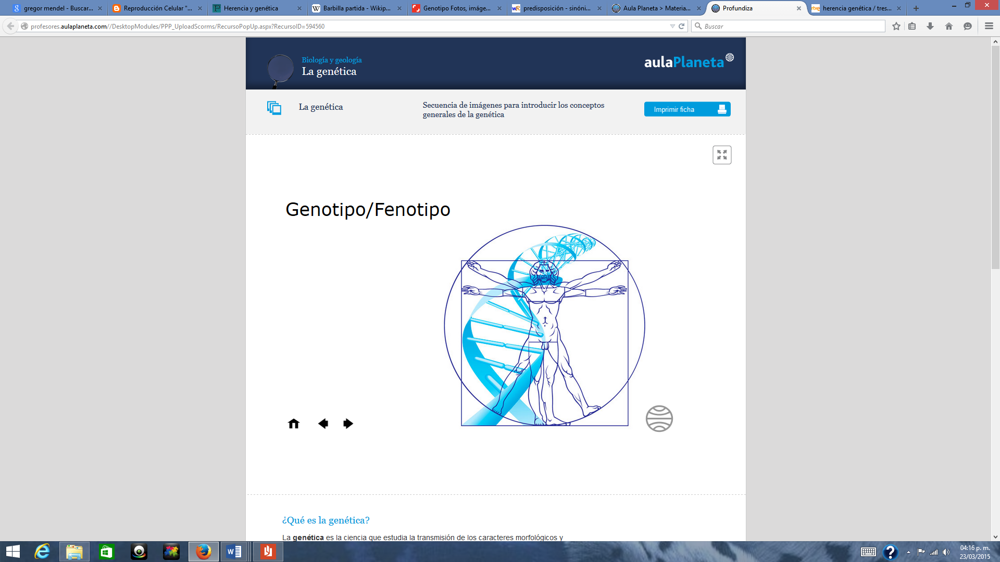 gregor mendel - Buscar...
Reproducción Celular "...
Herencia y genética
Barbilla partida - Wikip...
Genotipo Fotos, imáge...
predisposición - sinóni...
Aula Planeta > Materia...
Profundiza
herencia genética / tres...
profesores.aulaplaneta.com//DesktopModules/PPP_UploadScorms/RecursoPopUp.aspx?RecursoID=594560
Buscar
Biología y geología
La genética
aulaPlaneta
La genética
Secuencia de imágenes para introducir los conceptos
generales de la genética
Imprimir ficha
Genotipo/Fenotipo
¿Qué es la genética?
La genética es la ciencia que estudia la transmisión de los caracteres morfológicos y
04:16 p. m.
23/03/2015